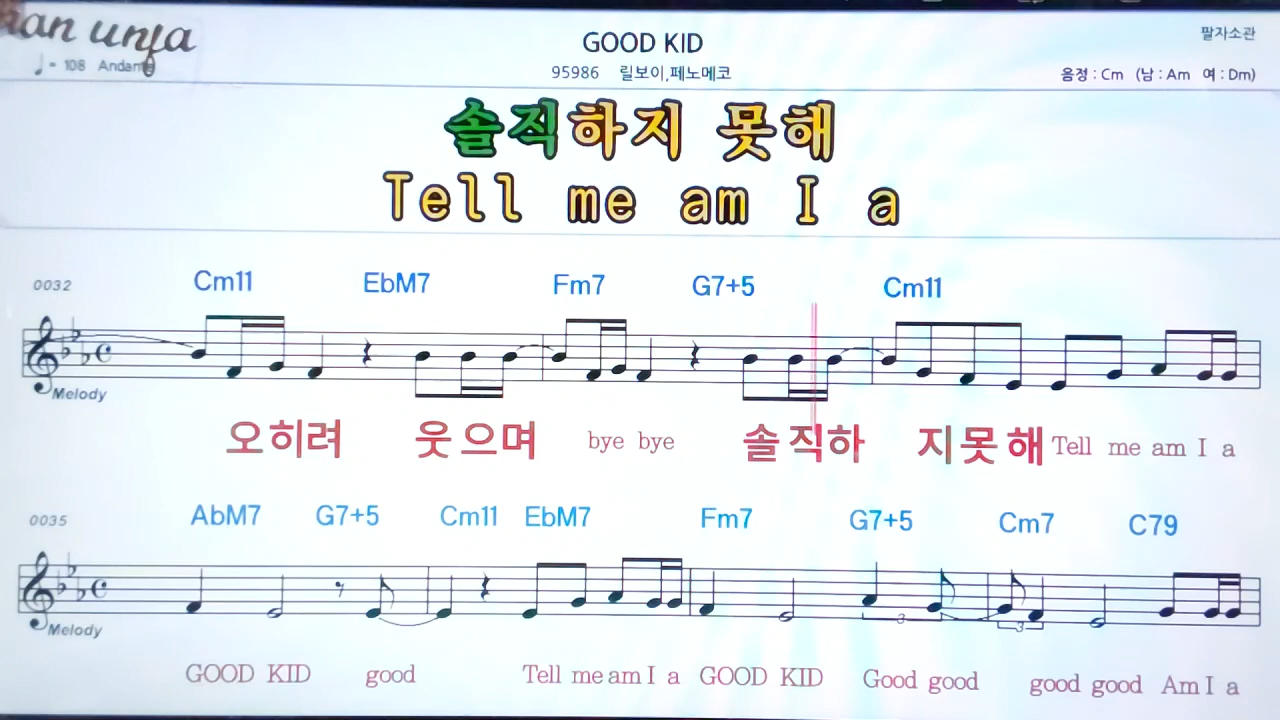 GOOD KID
팔자소관
♩= 108 Andante
95986 릴보이,페노메코
음정 : Cm (남 : Am 여 : Dm)
솔직하지 못해
Tell me am I a
0032 Cm11 EbM7 Fm7 G7+5 Cm11
Melody
오히려 웃으며 bye bye 솔직하 지못해 Tell me am I a
0035 AbM7 G7+5 Cm11 EbM7 Fm7 G7+5 Cm7 C79
3 3
Melody
GOOD KID good Tell me am I a GOOD KID Good good good good Am I a